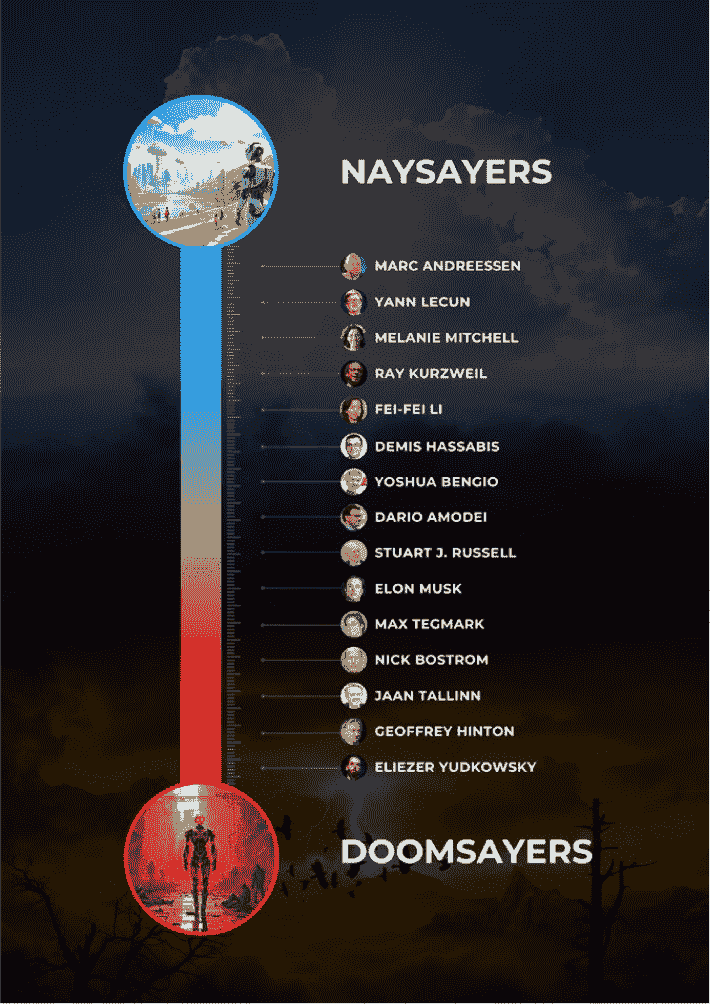 NAYSAYERS
MARC ANDREESSEN
YANN LECUN
MELANIE MITCHELL
RAY KURZWEIL
FEI-FEI LI
DEMIS HASSABIS
YOSHUA BENGIO
DARIO AMODEI
STUART J. RUSSELL
ELON MUSK
MAX TEGMARK
NICK BOSTROM
JAAN TALLINN
GEOFFREY HINTON
ELIEZER YUDKOWSKY
DOOMSAYERS